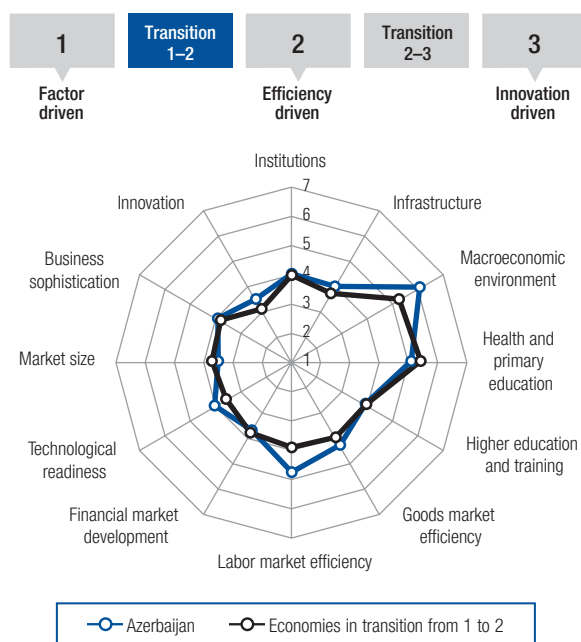 1
Transition
1–2
2
Transition
2–3
3
Factor
driven
Efficiency
driven
Innovation
driven
Institutions
7
Innovation
Infrastructure
6
5
Business
sophistication
Macroeconomic
environment
4
3
2
Market size
1
Health and
primary
education
Technological
readiness
Higher education
and training
Financial market
development
Goods market
efficiency
Labor market efficiency
Azerbaijan
Economies in transition from 1 to 2